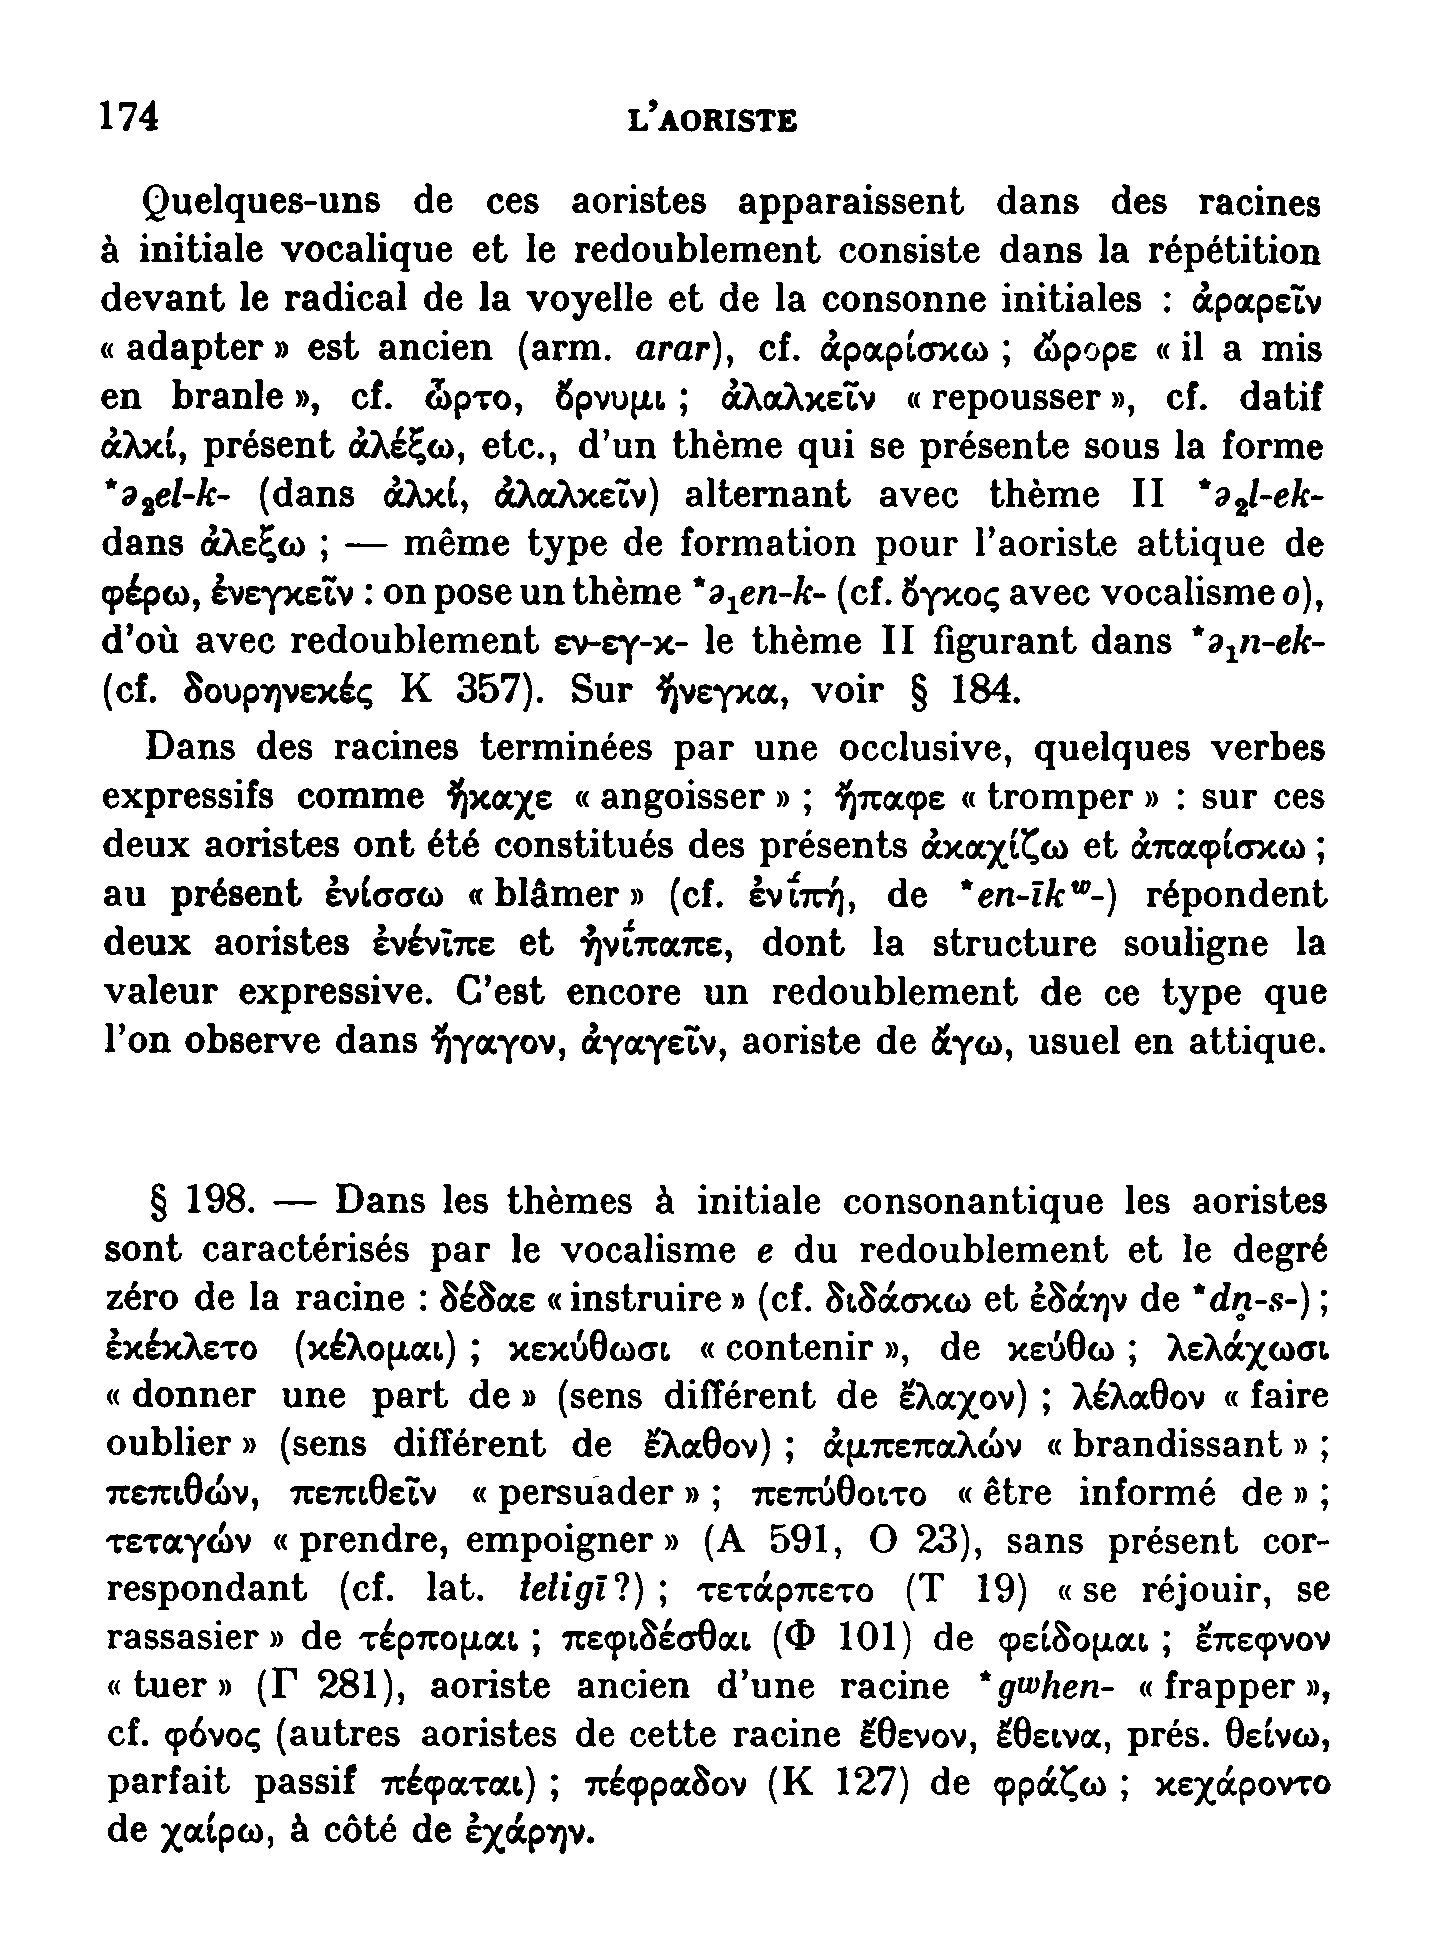 174
L'AORISTE
Quelques-uns de ces aoristes apparaissent dans des racines
à initiale vocalique et le redoublement consiste dans la répétition
devant le radical de la voyelle et de la consonne initiales : ἀραρεῖν
« adapter » est ancien (arm. arar), cf. ἀραρίσκω ; ὤρορε « il a mis
en branle », cf. ὦρτο, ὄρνυμι ; ἀλαλκεῖν « repousser », cf. datif
ἀλκί, présent ἀλέξω, etc., d'un thème qui se présente sous la forme
*ə₂el-k- (dans ἀλκί, ἀλαλκεῖν) alternant avec thème II *ə₂l-ek-
dans ἀλεξω ; — même type de formation pour l'aoriste attique de
φέρω, ἐνεγκεῖν : on pose un thème *ə₁en-k- (cf. ὄγκος avec vocalisme o),
d'où avec redoublement εν-εγ-κ- le thème II figurant dans *ə₁n-ek-
(cf. δουρηνεκές K 357). Sur ἤνεγκα, voir § 184.
Dans des racines terminées par une occlusive, quelques verbes
expressifs comme ἤκαχε « angoisser » ; ἤπαφε « tromper » : sur ces
deux aoristes ont été constitués des présents ἀκαχίζω et ἀπαφίσκω ;
au présent ἐνίσσω « blâmer » (cf. ἐνῑπή, de *en-īkʷ-) répondent
deux aoristes ἐνένῑπε et ἠνί̄παπε, dont la structure souligne la
valeur expressive. C'est encore un redoublement de ce type que
l'on observe dans ἤγαγον, ἀγαγεῖν, aoriste de ἄγω, usuel en attique.
§ 198. — Dans les thèmes à initiale consonantique les aoristes
sont caractérisés par le vocalisme e du redoublement et le degré
zéro de la racine : δέδαε « instruire » (cf. διδάσκω et ἐδάην de *dn̥-s-) ;
ἐκέκλετο (κέλομαι) ; κεκύθωσι « contenir », de κεύθω ; λελάχωσι
« donner une part de » (sens différent de ἔλαχον) ; λέλαθον « faire
oublier » (sens différent de ἔλαθον) ; ἀμπεπαλών « brandissant » ;
πεπιθών, πεπιθεῖν « persuader » ; πεπύθοιτο « être informé de » ;
τεταγών « prendre, empoigner » (A 591, O 23), sans présent cor-
respondant (cf. lat. tetigī?) ; τετάρπετο (T 19) « se réjouir, se
rassasier » de τέρπομαι ; πεφιδέσθαι (Φ 101) de φείδομαι ; ἔπεφνον
« tuer » (Γ 281), aoriste ancien d'une racine *gʷhen- « frapper »,
cf. φόνος (autres aoristes de cette racine ἔθενον, ἔθεινα, prés. θείνω,
parfait passif πέφαται) ; πέφραδον (K 127) de φράζω ; κεχάροντο
de χαίρω, à côté de ἐχάρην.